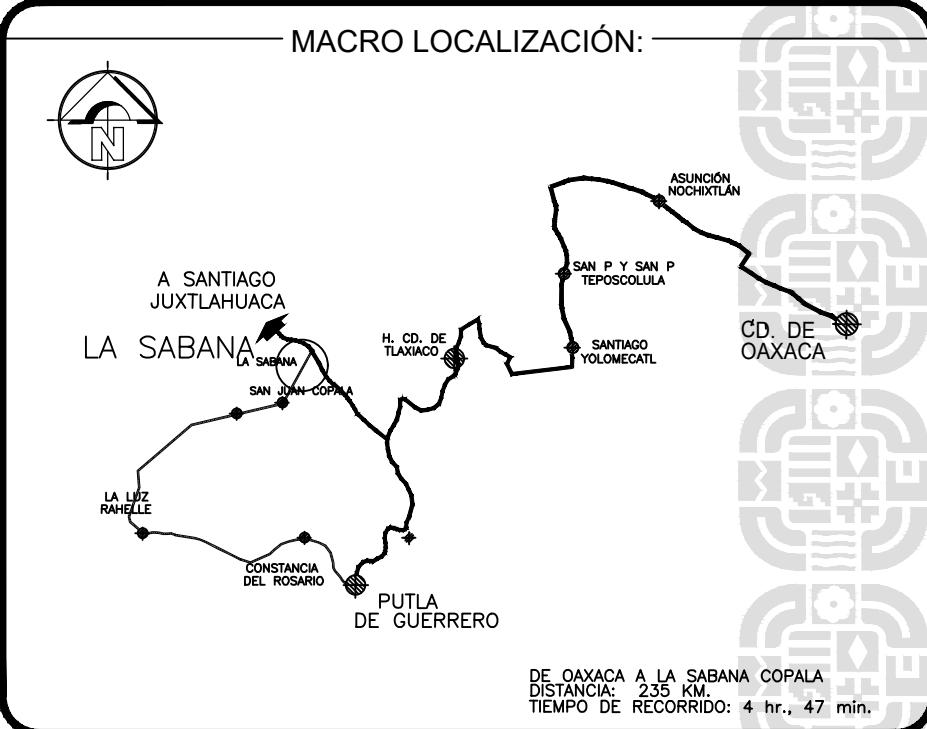 MACRO LOCALIZACIÓN:
N
ASUNCIÓN
NOCHIXTLÁN
SAN P Y SAN P
TEPOSCOLULA
A SANTIAGO
JUXTLAHUACA
CD. DE
OAXACA
H. CD. DE
TLAXIACO
SANTIAGO
YOLOMECATL
LA SABANA
LA SABANA
SAN JUAN COPALA
LA LUZ
RAHELLE
CONSTANCIA
DEL ROSARIO
PUTLA
DE GUERRERO
DE OAXACA A LA SABANA COPALA
DISTANCIA: 235 KM.
TIEMPO DE RECORRIDO: 4 hr., 47 min.